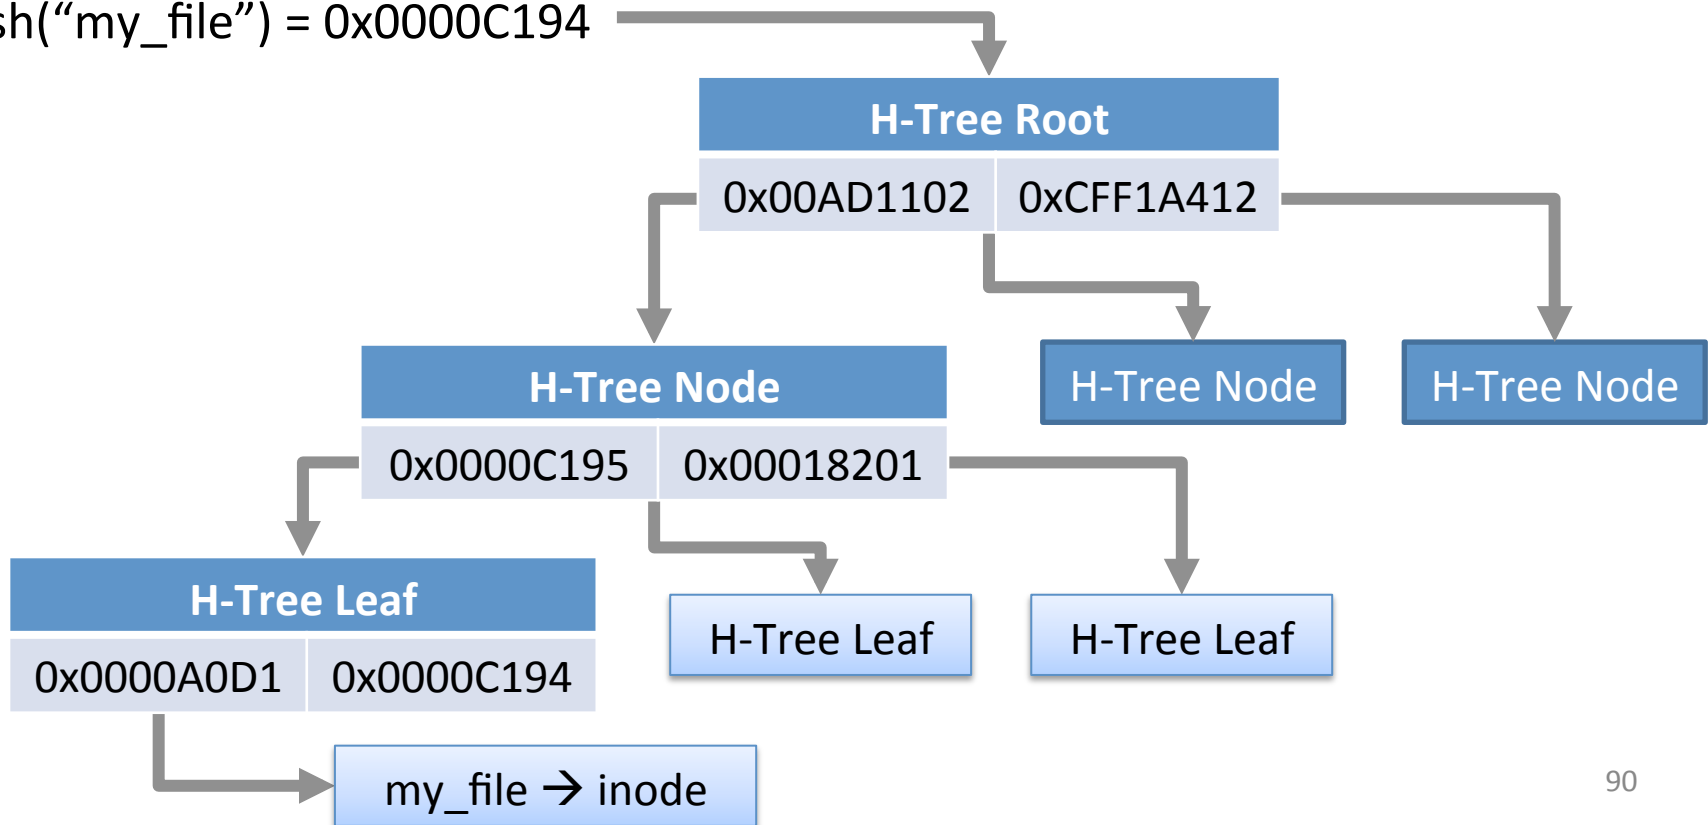 sh(“my_file”) = 0x0000C194
H-Tree Root
0x00AD1102 0xCFF1A412
H-Tree Node
H-Tree Node
H-Tree Node
0x0000C195 0x00018201
H-Tree Leaf
H-Tree Leaf
H-Tree Leaf
0x0000A0D1 0x0000C194
my_file → inode
90